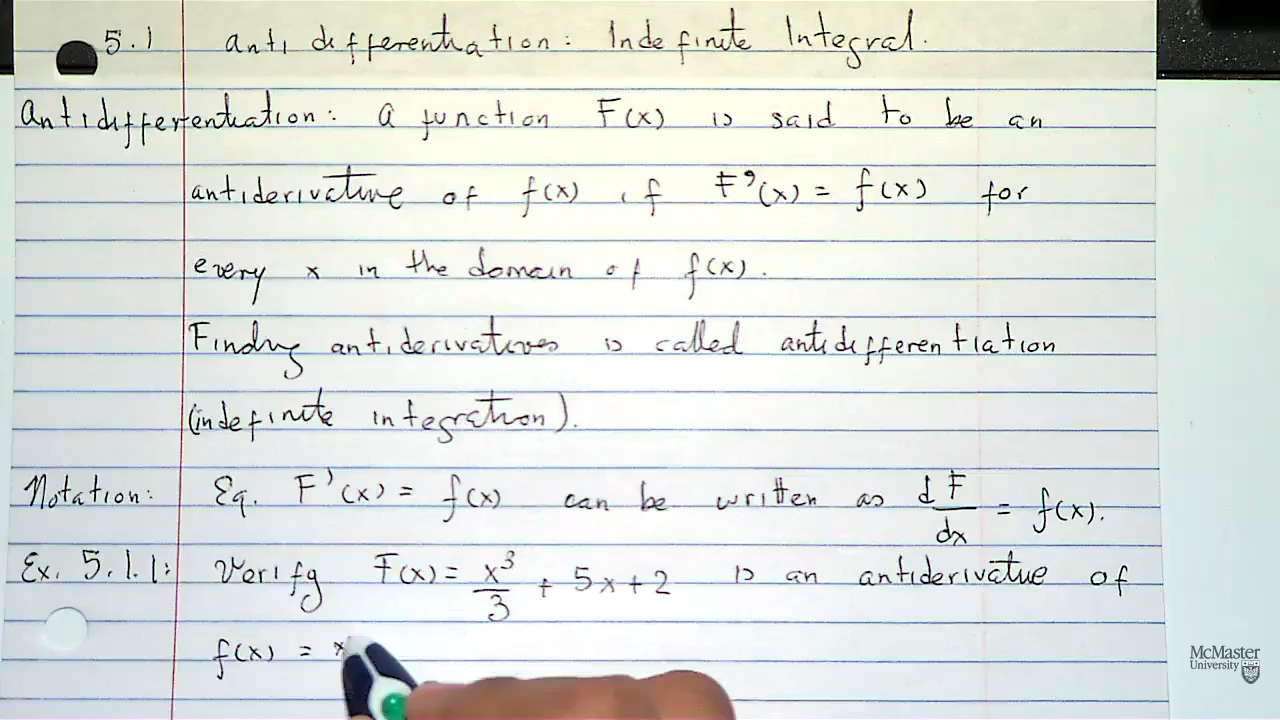 5.1 antidifferentiation: Indefinite Integral.
Antidifferentiation: A function F(x) is said to be an
antiderivative of f(x) if F'(x) = f(x) for
every x in the domain of f(x).
Finding antiderivatives is called antidifferentiation
(indefinite integration).
Notation: Eq. F'(x) = f(x) can be written as dF/dx = f(x).
Ex. 5.1.1: Verify F(x) = x³/3 + 5x + 2 is an antiderivative of
f(x) = x
McMaster
University